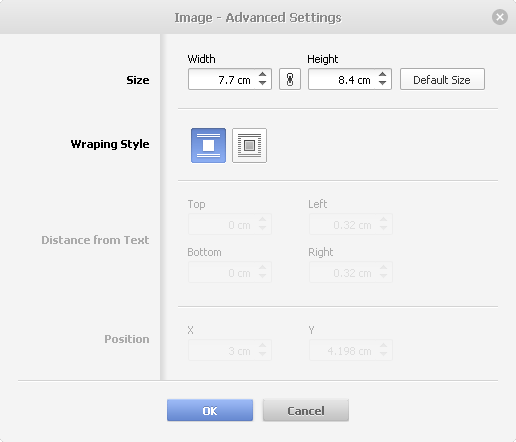 Image - Advanced Settings
Width Height
Size 7.7 cm 8.4 cm Default Size
Wraping Style
Top Left
0 cm 0.32 cm
Distance from Text
Bottom Right
0 cm 0.32 cm
X Y
Position 3 cm 4.198 cm
OK Cancel